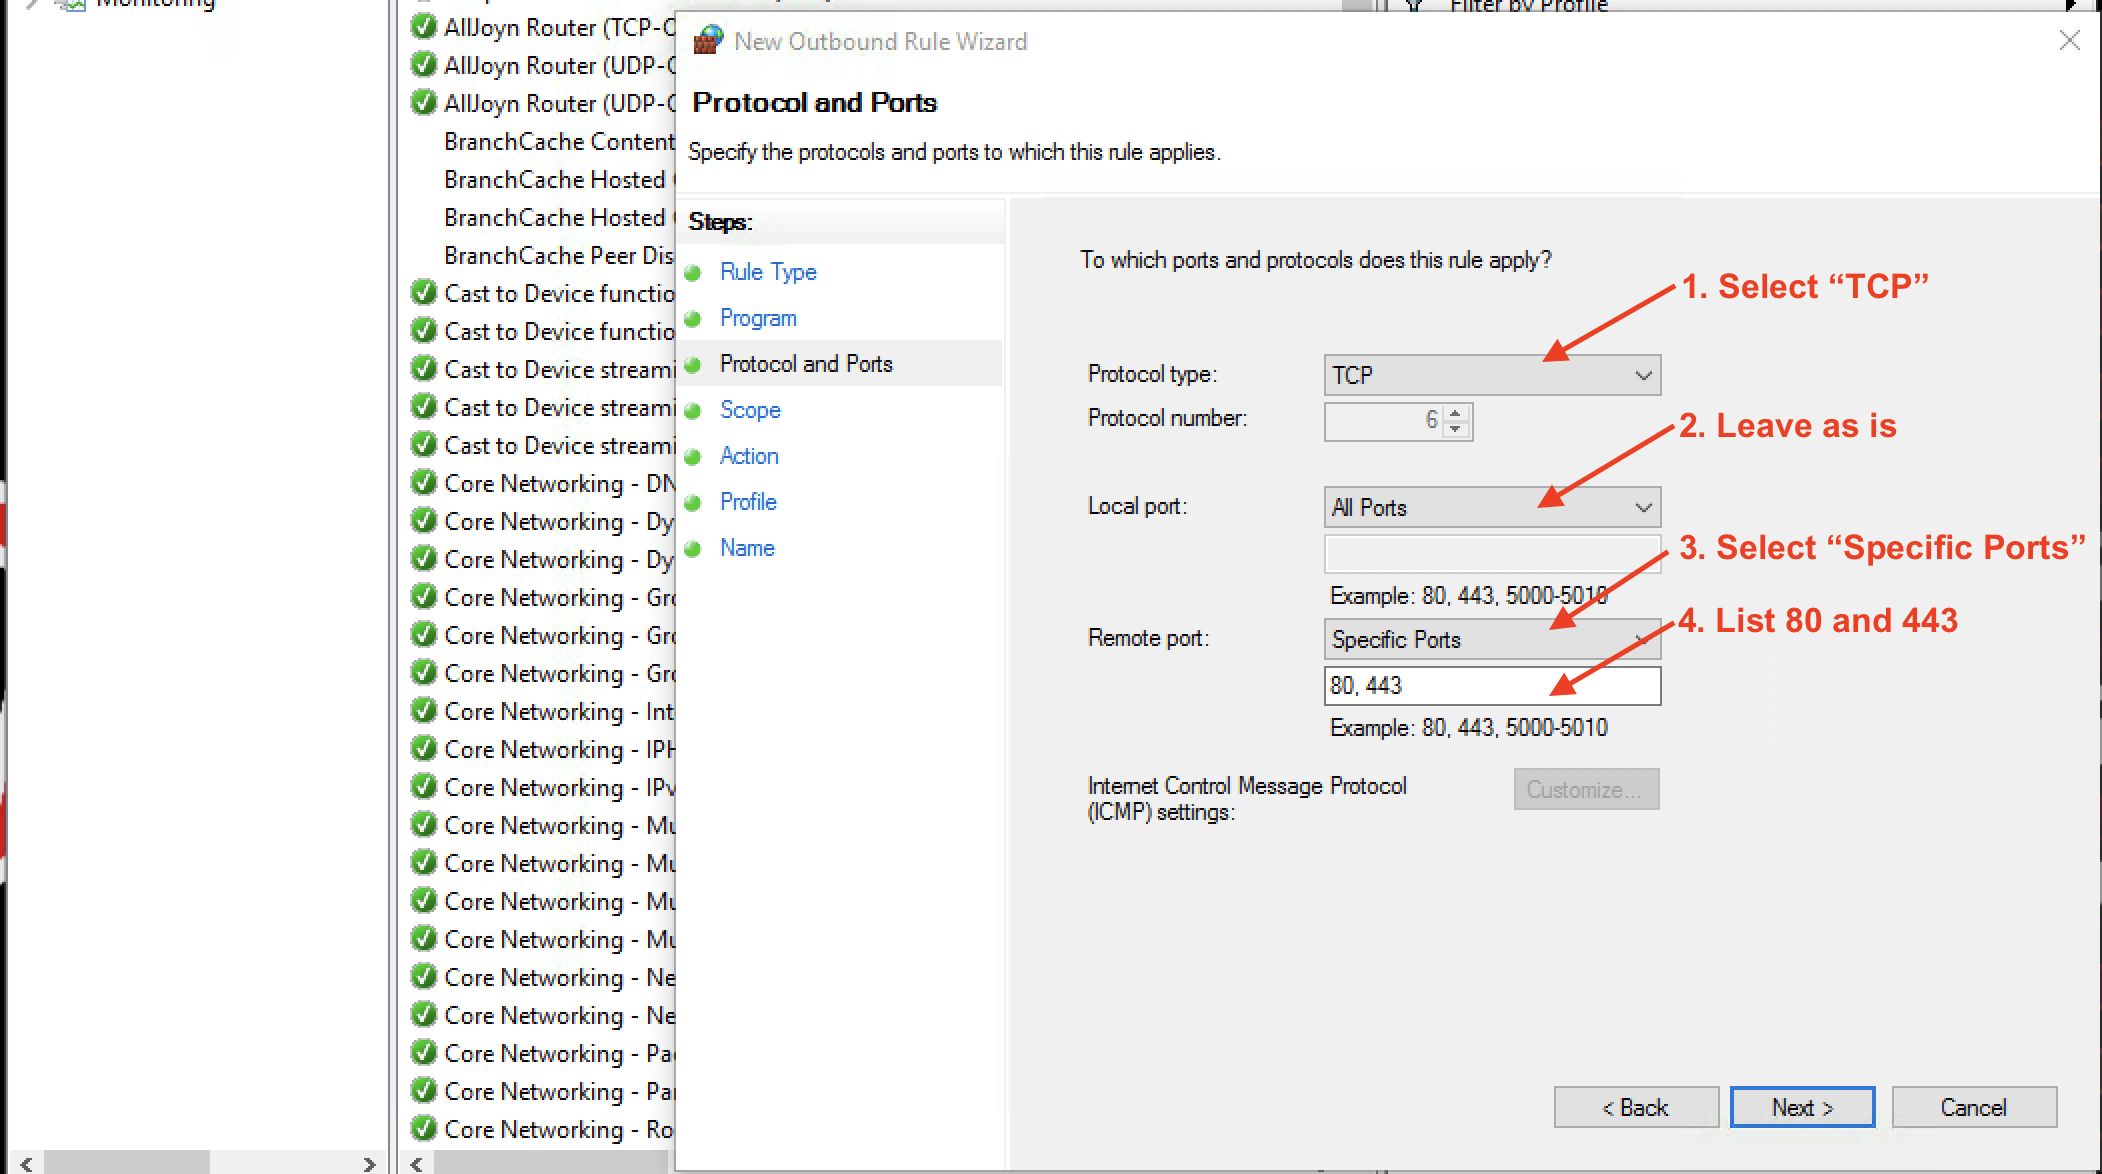 Monitoring
AllJoyn Router (TCP-O
AllJoyn Router (UDP-O
AllJoyn Router (UDP-O
BranchCache Content
BranchCache Hosted
BranchCache Hosted
BranchCache Peer Dis
Cast to Device functio
Cast to Device functio
Cast to Device streami
Cast to Device streami
Cast to Device streami
Core Networking - DN
Core Networking - Dy
Core Networking - Dy
Core Networking - Gro
Core Networking - Gro
Core Networking - Gro
Core Networking - Int
Core Networking - IPH
Core Networking - IPv
Core Networking - Mu
Core Networking - Mu
Core Networking - Mu
Core Networking - Mu
Core Networking - Ne
Core Networking - Ne
Core Networking - Pac
Core Networking - Par
Core Networking - Ro
Filter by Profile
New Outbound Rule Wizard
Protocol and Ports
Specify the protocols and ports to which this rule applies.
Steps:
Rule Type
Program
Protocol and Ports
Scope
Action
Profile
Name
To which ports and protocols does this rule apply?
1. Select “TCP”
Protocol type: TCP
Protocol number: 6
2. Leave as is
Local port: All Ports
3. Select “Specific Ports”
Example: 80, 443, 5000-5010
4. List 80 and 443
Remote port: Specific Ports
80, 443
Example: 80, 443, 5000-5010
Internet Control Message Protocol
(ICMP) settings:
Customize...
< Back Next > Cancel